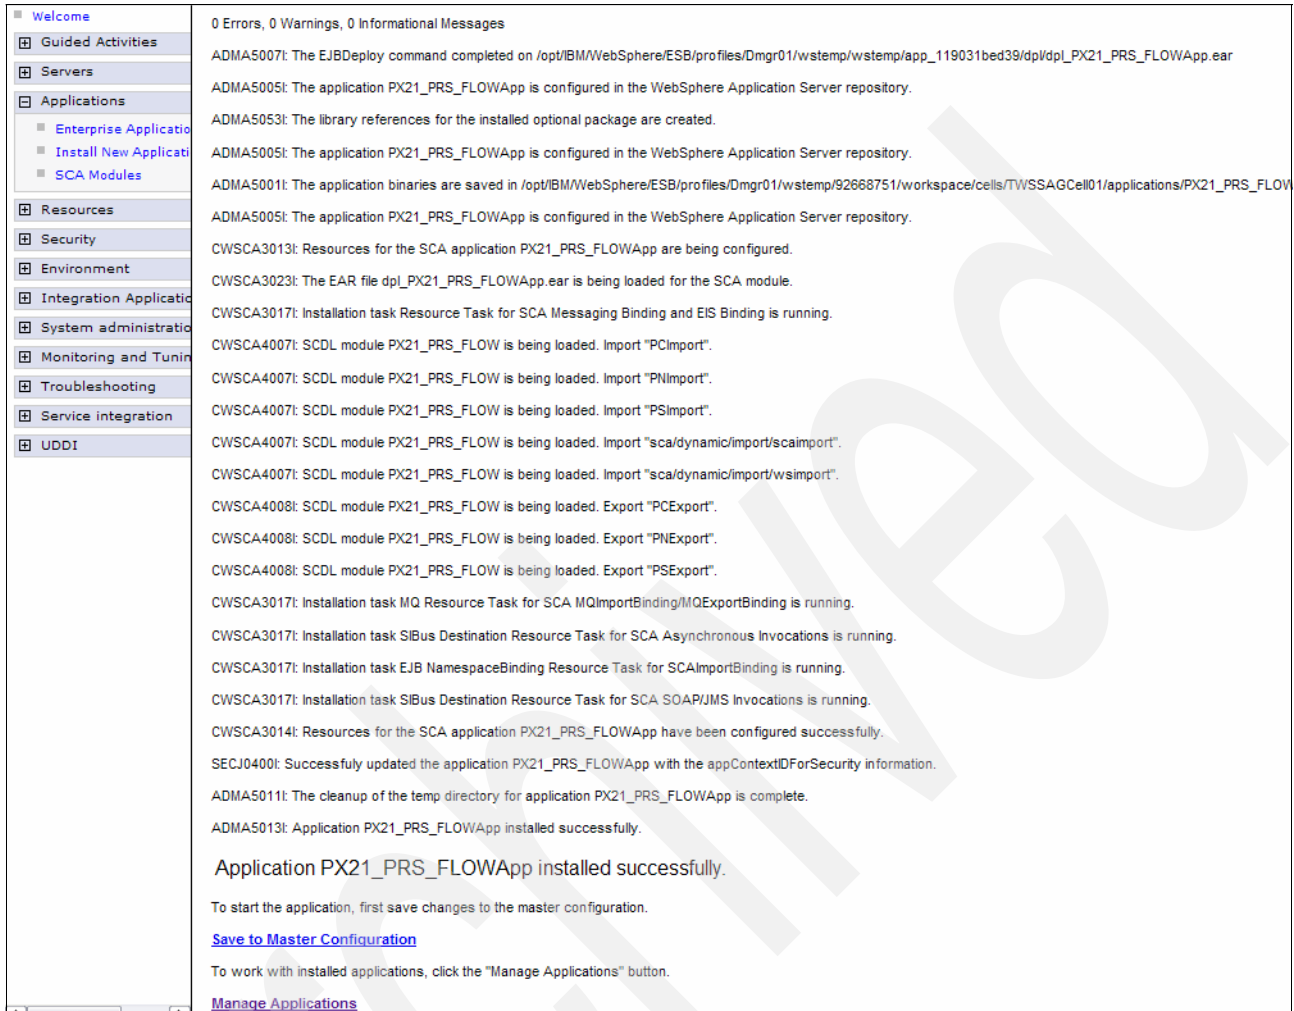 Welcome
Guided Activities
Servers
Applications
Enterprise Applicatio
Install New Applicati
SCA Modules
Resources
Security
Environment
Integration Applicatio
System administratio
Monitoring and Tunin
Troubleshooting
Service integration
UDDI
0 Errors, 0 Warnings, 0 Informational Messages
ADMA5007I: The EJBDeploy command completed on /opt/IBM/WebSphere/ESB/profiles/Dmgr01/wstemp/wstemp/app_119031bed39/dpl/dpl_PX21_PRS_FLOWApp.ear
ADMA5005I: The application PX21_PRS_FLOWApp is configured in the WebSphere Application Server repository.
ADMA5053I: The library references for the installed optional package are created.
ADMA5005I: The application PX21_PRS_FLOWApp is configured in the WebSphere Application Server repository.
ADMA5001I: The application binaries are saved in /opt/IBM/WebSphere/ESB/profiles/Dmgr01/wstemp/92668751/workspace/cells/TWSSAGCell01/applications/PX21_PRS_FLOW
ADMA5005I: The application PX21_PRS_FLOWApp is configured in the WebSphere Application Server repository.
CWSCA3013I: Resources for the SCA application PX21_PRS_FLOWApp are being configured.
CWSCA3023I: The EAR file dpl_PX21_PRS_FLOWApp.ear is being loaded for the SCA module.
CWSCA3017I: Installation task Resource Task for SCA Messaging Binding and EIS Binding is running.
CWSCA4007I: SCDL module PX21_PRS_FLOW is being loaded. Import "PCImport".
CWSCA4007I: SCDL module PX21_PRS_FLOW is being loaded. Import "PNImport".
CWSCA4007I: SCDL module PX21_PRS_FLOW is being loaded. Import "PSImport".
CWSCA4007I: SCDL module PX21_PRS_FLOW is being loaded. Import "sca/dynamic/import/scaimport".
CWSCA4007I: SCDL module PX21_PRS_FLOW is being loaded. Import "sca/dynamic/import/wsimport".
CWSCA4008I: SCDL module PX21_PRS_FLOW is being loaded. Export "PCExport".
CWSCA4008I: SCDL module PX21_PRS_FLOW is being loaded. Export "PNExport".
CWSCA4008I: SCDL module PX21_PRS_FLOW is being loaded. Export "PSExport".
CWSCA3017I: Installation task MQ Resource Task for SCA MQImportBinding/MQExportBinding is running.
CWSCA3017I: Installation task SIBus Destination Resource Task for SCA Asynchronous Invocations is running.
CWSCA3017I: Installation task EJB NamespaceBinding Resource Task for SCAImportBinding is running.
CWSCA3017I: Installation task SIBus Destination Resource Task for SCA SOAP/JMS Invocations is running.
CWSCA3014I: Resources for the SCA application PX21_PRS_FLOWApp have been configured successfully.
SECJ0400I: Successfuly updated the application PX21_PRS_FLOWApp with the appContextIDForSecurity information.
ADMA5011I: The cleanup of the temp directory for application PX21_PRS_FLOWApp is complete.
ADMA5013I: Application PX21_PRS_FLOWApp installed successfully.
Application PX21_PRS_FLOWApp installed successfully.
To start the application, first save changes to the master configuration.
Save to Master Configuration
To work with installed applications, click the "Manage Applications" button.
Manage Applications